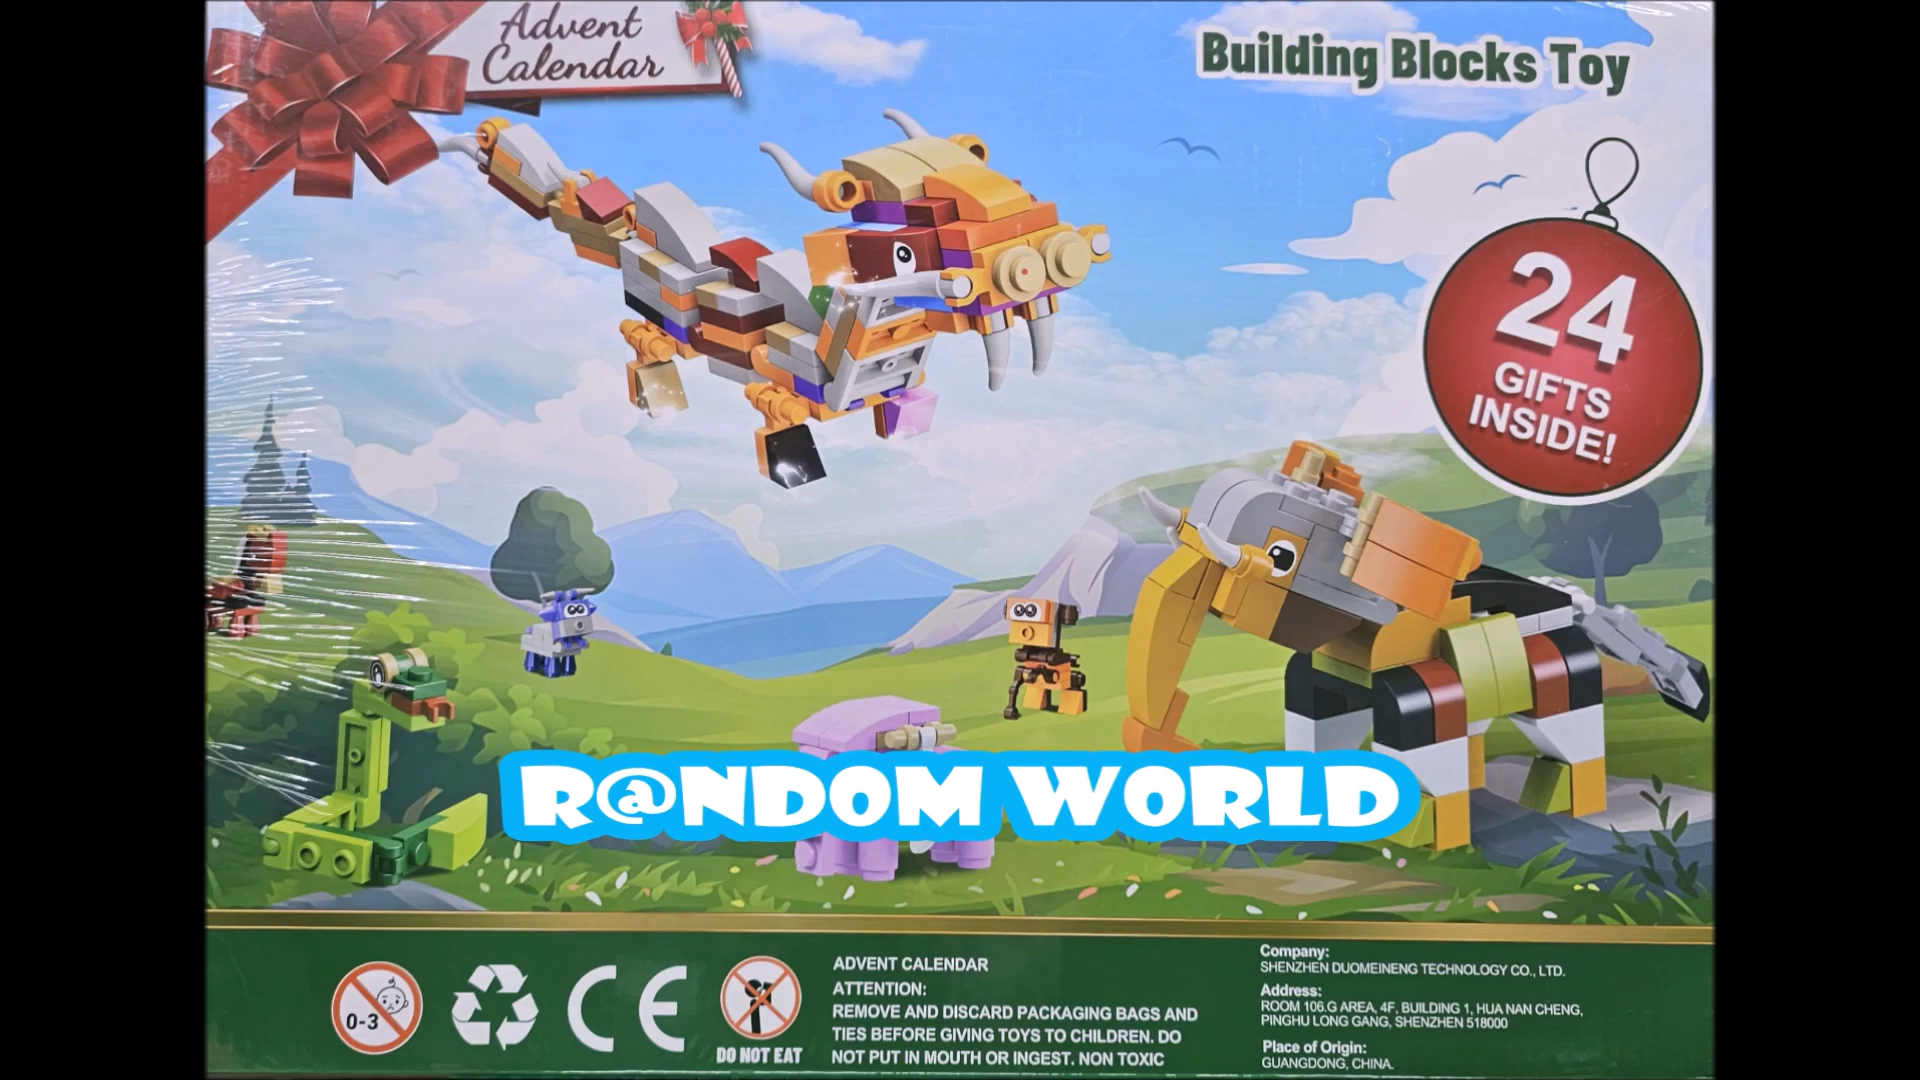 Advent
Calendar
Building Blocks Toy
24
GIFTS
INSIDE!
R@NDOM WORLD
0-3
CE
DO NOT EAT
ADVENT CALENDAR
ATTENTION:
REMOVE AND DISCARD PACKAGING BAGS AND
TIES BEFORE GIVING TOYS TO CHILDREN. DO
NOT PUT IN MOUTH OR INGEST. NON TOXIC
Company:
SHENZHEN DUOMEINENG TECHNOLOGY CO., LTD.
Address:
ROOM 106.G AREA, 4F, BUILDING 1, HUA NAN CHENG,
PINGHU LONG GANG, SHENZHEN 518000
Place of Origin:
GUANGDONG, CHINA.